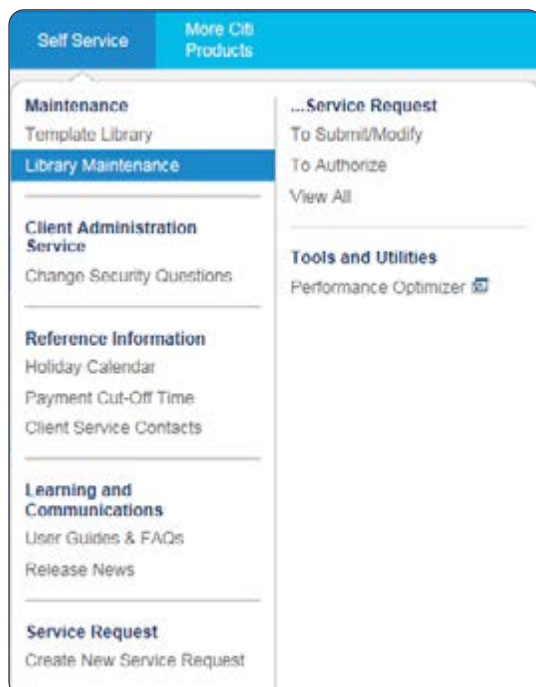 Self Service
More Citi
Products
Maintenance
Template Library
Library Maintenance
Client Administration
Service
Change Security Questions
Reference Information
Holiday Calendar
Payment Cut-Off Time
Client Service Contacts
Learning and
Communications
User Guides & FAQs
Release News
Service Request
Create New Service Request
...Service Request
To Submit/Modify
To Authorize
View All
Tools and Utilities
Performance Optimizer